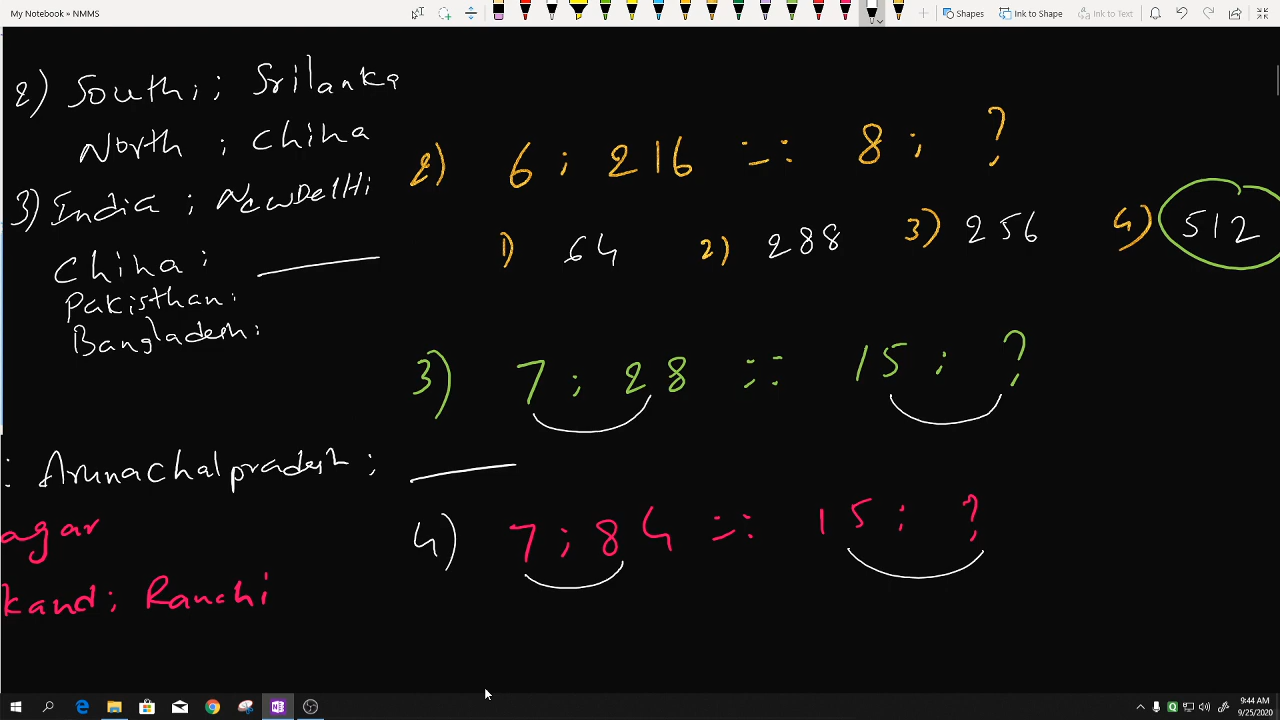 My Notebook » NMMS
Shapes
Ink to Shape
Ink to Text
2) South; ; Srilanka
North ; China
3) India ; NewDelHi
China ;
Pakisthan:
Bangladesh:
: Arunachalpradesh ;
agar
kand; Ranchi
2) 6 ; 216 :: 8 ; ?
1) 64 2) 288 3) 256 4) 512
3) 7 ; 28 :: 15 ; ?
4) 7 ; 84 :: 15 ; ?
9:44 AM
9/25/2020